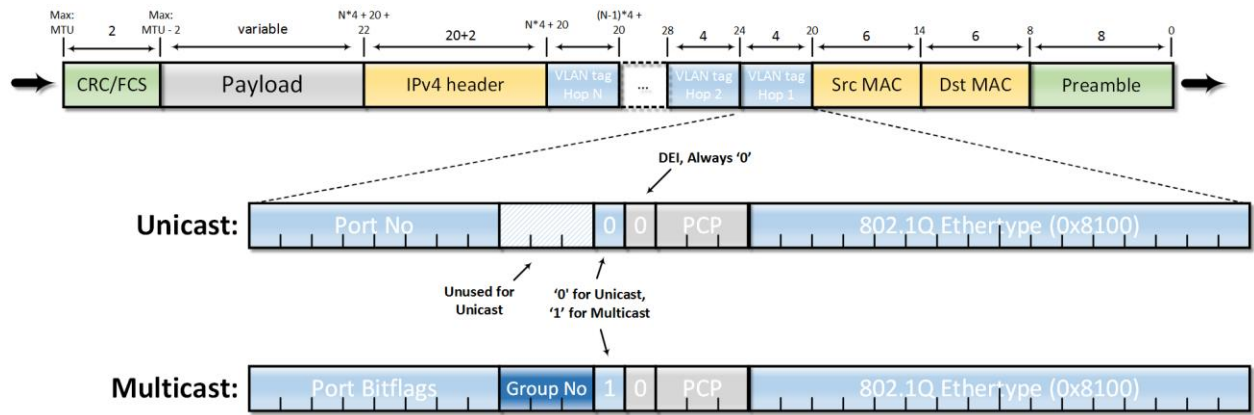 Max:
MTU
2
Max:
MTU - 2
variable
N*4 + 20 +
22
20+2
N*4 + 20
(N-1)*4 +
20
28
4
24
4
20
6
14
6
8
8
0
CRC/FCS
Payload
IPv4 header
VLAN tag
Hop N
...
VLAN tag
Hop 2
VLAN tag
Hop 1
Src MAC
Dst MAC
Preamble
DEI, Always ‘0’
Unicast:
Port No
0
0
PCP
802.1Q Ethertype (0x8100)
Unused for
Unicast
‘0' for Unicast,
‘1’ for Multicast
Multicast:
Port Bitflags
Group No
1
0
PCP
802.1Q Ethertype (0x8100)